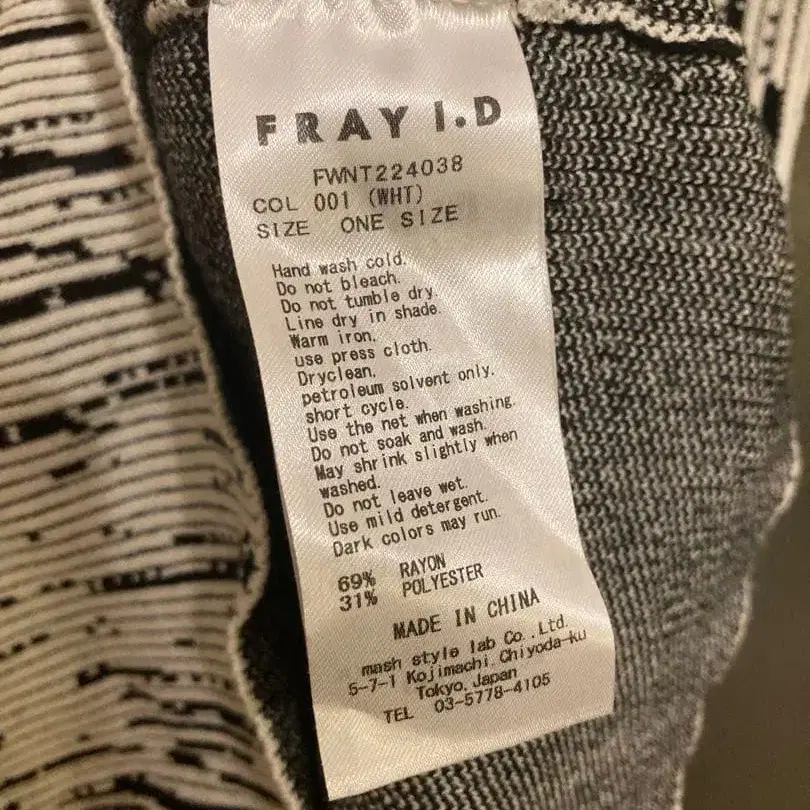 FRAY I.D
FWNT224038
COL 001 (WHT)
SIZE ONE SIZE
Hand wash cold.
Do not bleach.
Do not tumble dry.
Line dry in shade.
Warm iron.
use press cloth.
Dryclean.
petroleum solvent only.
short cycle.
Use the net when washing.
Do not soak and wash.
May shrink slightly when
washed.
Do not leave wet.
Use mild detergent.
Dark colors may run.
69% RAYON
31% POLYESTER
MADE IN CHINA
mash style lab Co.,Ltd.
5-7-1 Kojimachi Chiyoda-ku
Tokyo. Japan
TEL 03-5778-4105